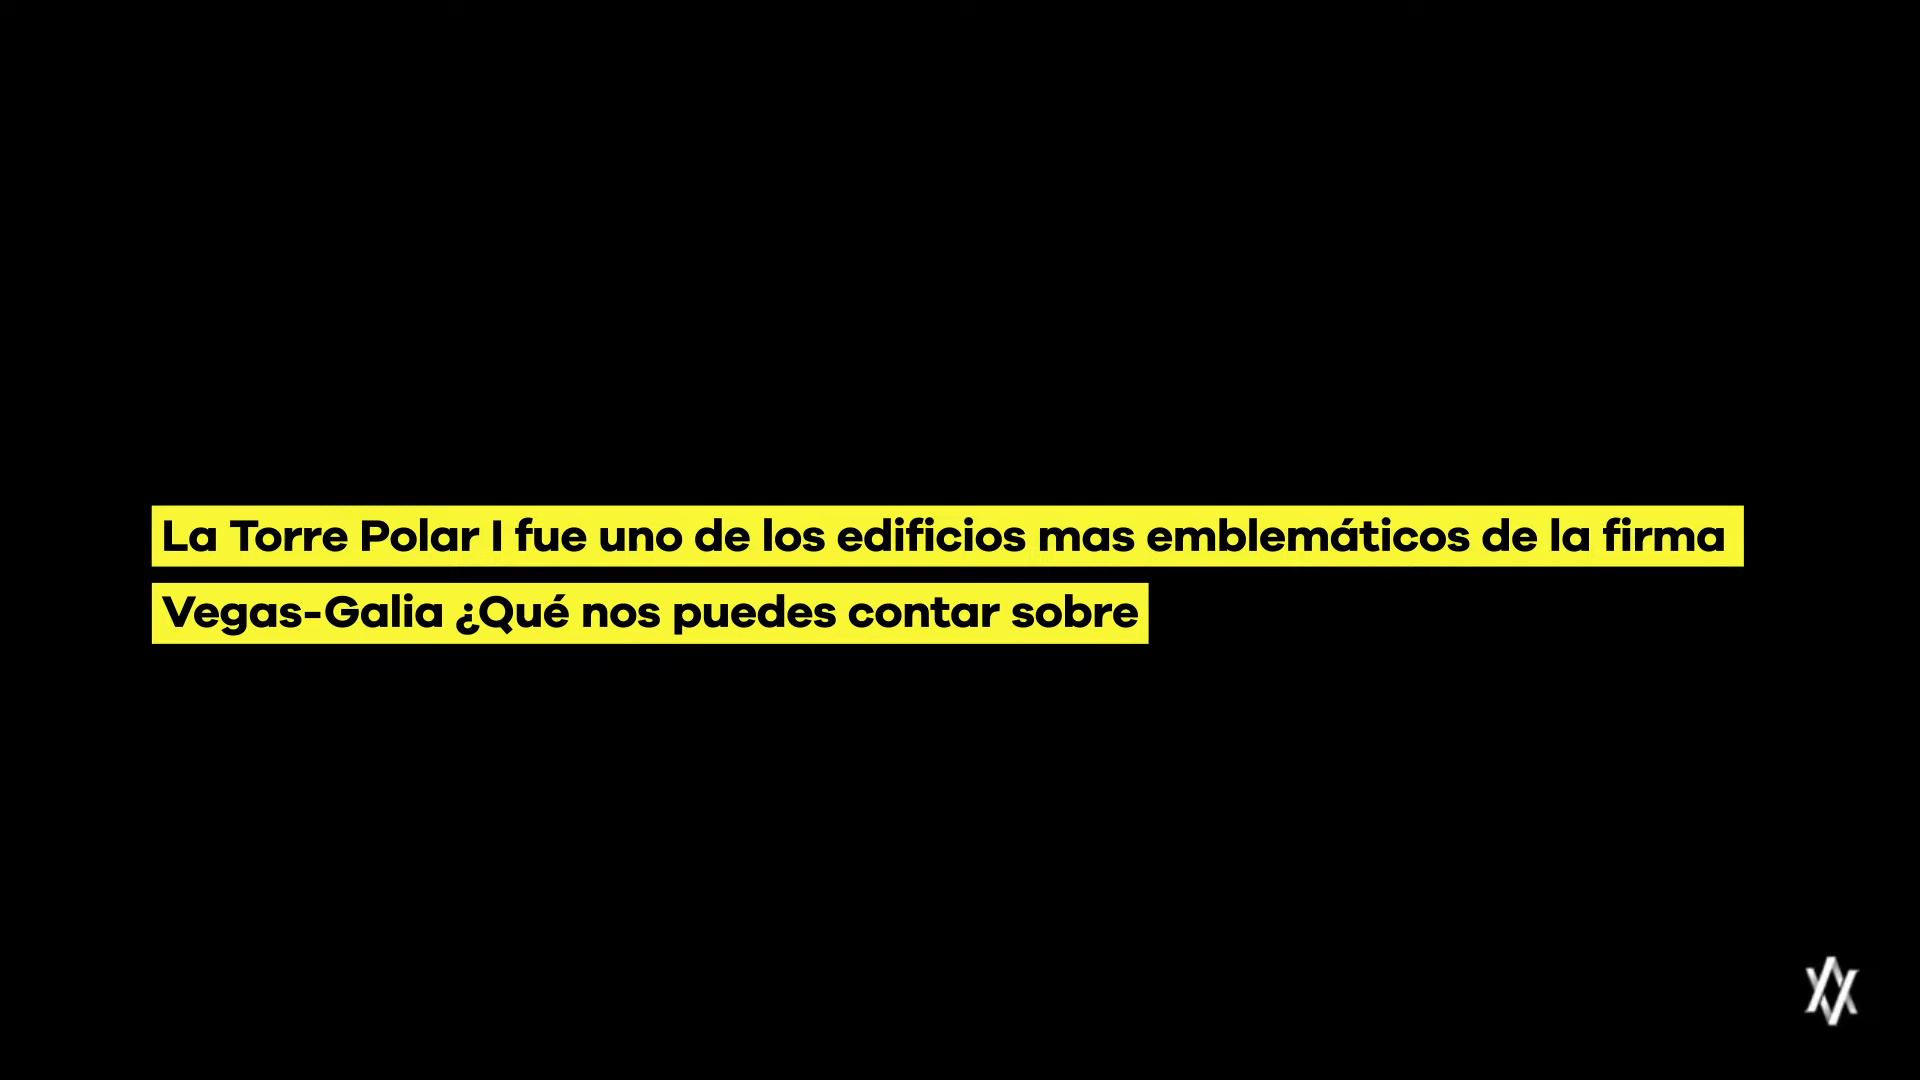 La Torre Polar I fue uno de los edificios mas emblemáticos de la firma
Vegas-Galia ¿Qué nos puedes contar sobre